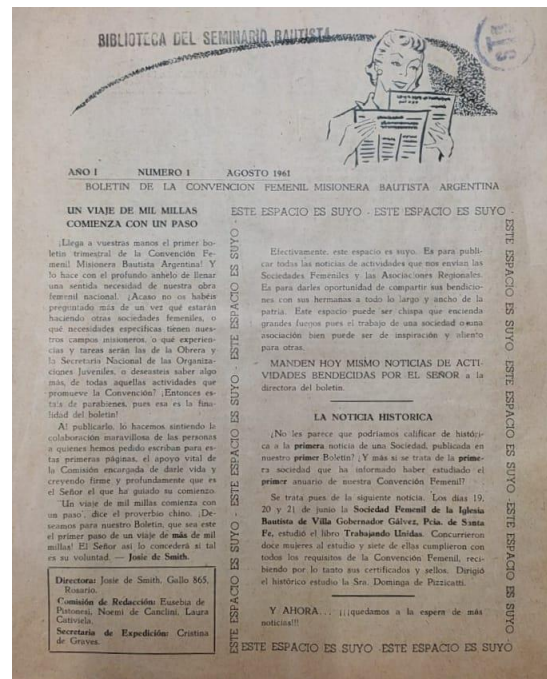 BIBLIOTECA DEL SEMINARIO BAUTISTA
AÑO I NUMERO 1 AGOSTO 1961
BOLETIN DE LA CONVENCION FEMENIL MISIONERA BAUTISTA ARGENTINA
UN VIAJE DE MIL MILLAS
COMIENZA CON UN PASO
¡Llega a vuestras manos el primer bo-
letín trimestral de la Convención Fe-
menil Misionera Bautista Argentina! Y
lo hace con el profundo anhelo de llenar
una sentida necesidad de nuestra obra
femenil nacional. ¿Acaso no os habéis
preguntado más de un vez qué estarán
haciendo otras sociedades femeniles, o
qué necesidades específicas tienen nues-
tros campos misioneros, o qué experien-
cias y tareas serán las de la Obrera y
la Secretaria Nacional de las Organiza-
ciones Juveniles, o deseasteis saber algo
más, de todas aquellas actividades que
promueve la Convención? ¡Entonces es-
táis de parabienes, pues esa es la fina-
lidad del boletín!
Al publicarlo, lo hacemos sintiendo la
colaboración maravillosa de las personas
a quienes hemos pedido escriban para es-
tas primeras páginas, el apoyo vital de
la Comisión encargada de darle vida y
creyendo firme y profundamente que es
el Señor el que ha guiado su comienzo.
Un viaje de mil millas comienza con
un paso, dice el proverbio chino. ¡De-
seamos para nuestro Boletín, que sea este
el primer paso de un viaje de más de mil
millas! El Señor así lo concederá si tal
es su voluntad. — Josie de Smith.
Directora: Josie de Smith. Gallo 865,
Rosario.
Comisión de Redacción: Eusebia de
Pistonesi, Noemí de Canclini, Laura
Cativiela.
Secretaria de Expedición: Cristina
de Graves.
ESTE ESPACIO ES SUYO - ESTE ESPACIO ES SUYO -
Efectivamente, este espacio es suyo. Es para publi-
car todas las noticias de actividades que nos envían las
Sociedades Femeniles y las Asociaciones Regionales.
Es para darles oportunidad de compartir sus bendicio-
nes con sus hermanas a todo lo largo y ancho de la
patria. Este espacio puede ser chispa que encienda
grandes fuegos pues el trabajo de una sociedad o una
asociación bien puede ser de inspiración y aliento
para otras.
MANDEN HOY MISMO NOTICIAS DE ACTI-
VIDADES BENDECIDAS POR EL SEÑOR a la
directora del boletín.
LA NOTICIA HISTORICA
¿No les parece que podríamos calificar de históri-
ca a la primera noticia de una Sociedad, publicada en
nuestro primer Boletín? ¿Y más si se trata de la prime-
ra sociedad que ha informado haber estudiado el
primer anuario de nuestra Convención Femenil?
Se trata pues de la siguiente noticia. Los días 19,
20 y 21 de junio la Sociedad Femenil de la Iglesia
Bautista de Villa Gobernador Gálvez, Pcia. de Santa
Fe, estudió el libro Trabajando Unidas. Concurrieron
doce mujeres al estudio y siete de ellas cumplieron con
todos los requisitos de la Convención Femenil, reci-
biendo por lo tanto sus certificados y sellos. Dirigió
el histórico estudio la Sra. Dominga de Pizzicatti.
Y AHORA... ¡¡¡quedamos a la espera de más
noticias!!!
ESTE ESPACIO ES SUYO - ESTE ESPACIO ES SUYO
ESTE ESPACIO ES SUYO - ESTE ESPACIO ES SUYO - ESTE ESPACIO ES SUYO - ESTE ESPACIO ES SUYO
ESTE ESPACIO ES SUYO ESTE ESPACIO ES SUYO ESTE ESPACIO ES SUYO